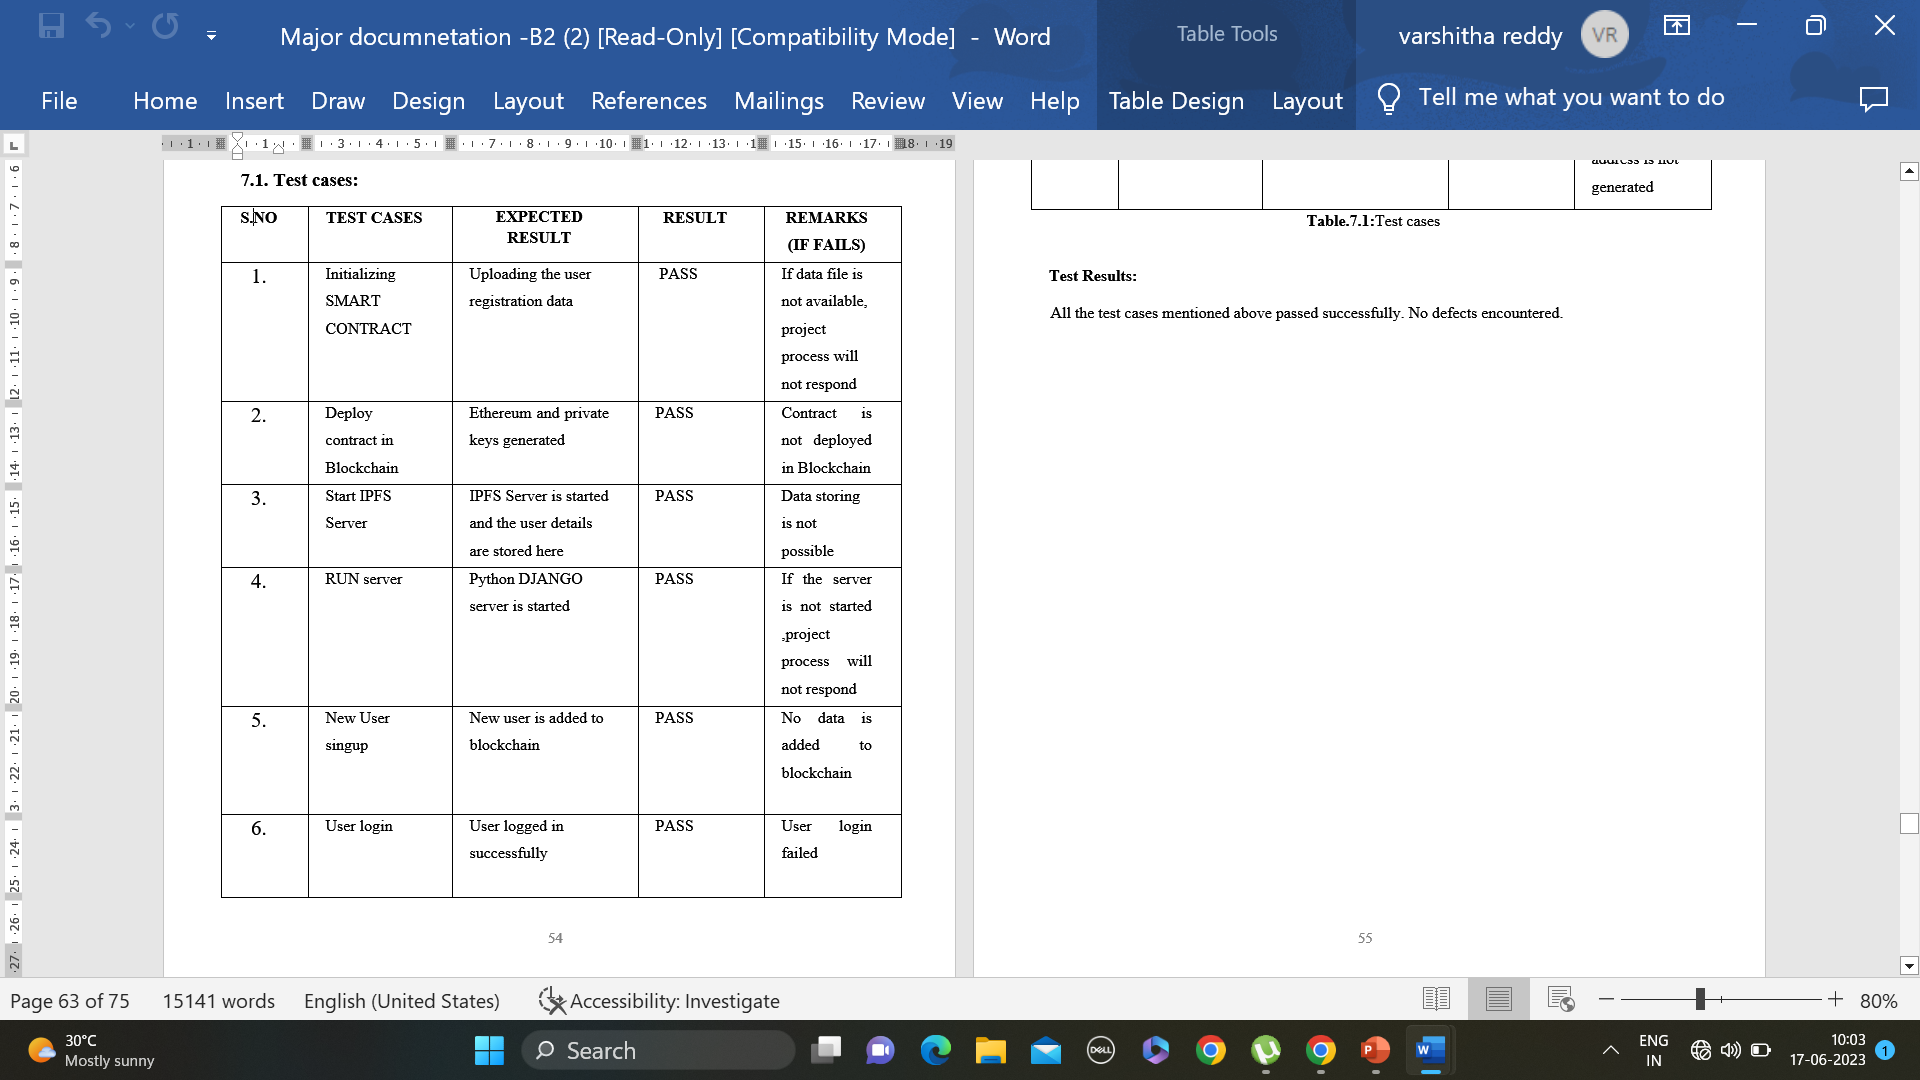 Major documnetation -B2 (2) [Read-Only] [Compatibility Mode] - Word
Table Tools
varshitha reddy
VR
File
Home
Insert
Draw
Design
Layout
References
Mailings
Review
View
Help
Table Design
Layout
Tell me what you want to do
7.1. Test cases:
S.NO
TEST CASES
EXPECTED
RESULT
RESULT
REMARKS
(IF FAILS)
1.
Initializing
SMART
CONTRACT
Uploading the user
registration data
PASS
If data file is
not available,
project
process will
not respond
2.
Deploy
contract in
Blockchain
Ethereum and private
keys generated
PASS
Contract is
not deployed
in Blockchain
3.
Start IPFS
Server
IPFS Server is started
and the user details
are stored here
PASS
Data storing
is not
possible
4.
RUN server
Python DJANGO
server is started
PASS
If the server
is not started
,project
process will
not respond
5.
New User
singup
New user is added to
blockchain
PASS
No data is
added to
blockchain
6.
User login
User logged in
successfully
PASS
User login
failed
54
address is not
generated
Table.7.1:Test cases
Test Results:
All the test cases mentioned above passed successfully. No defects encountered.
55
Page 63 of 75
15141 words
English (United States)
Accessibility: Investigate
80%
30°C
Mostly sunny
Search
DELL
ENG
IN
10:03
17-06-2023
1